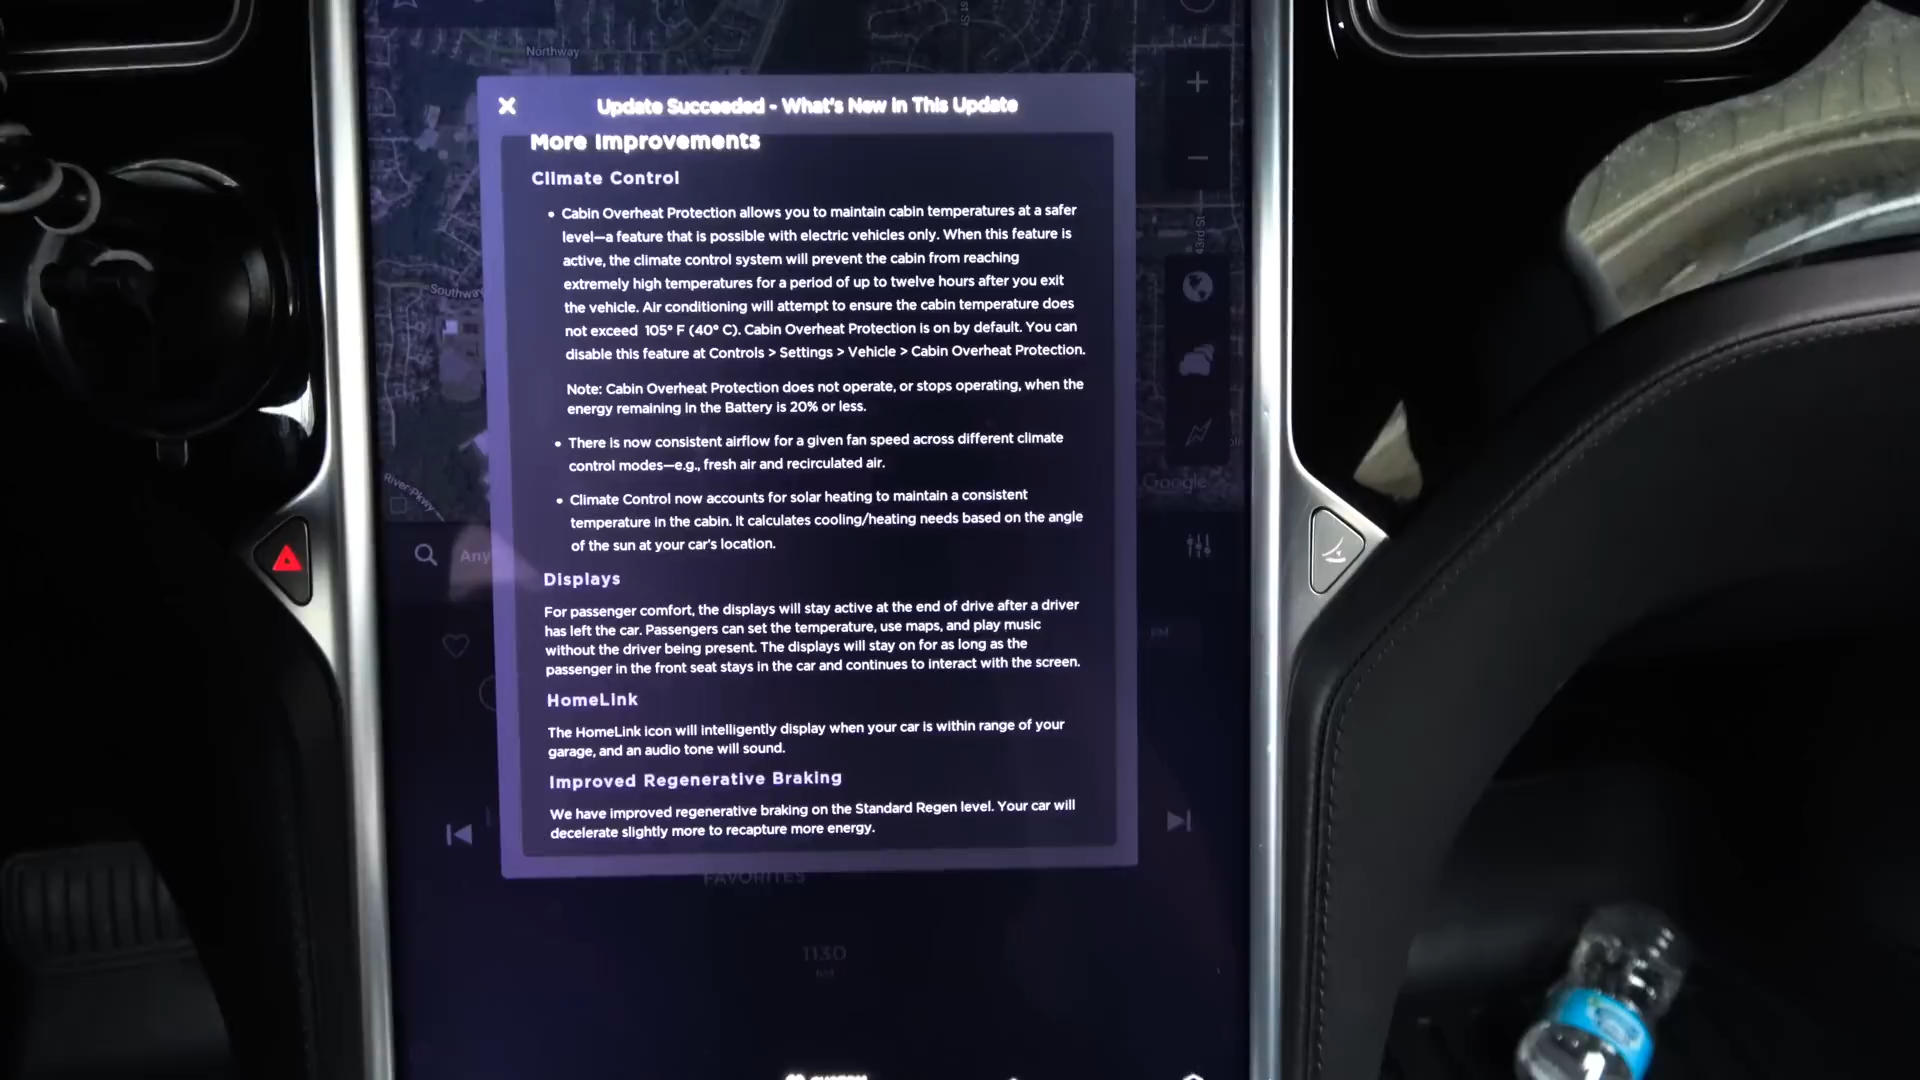 Northway
Update Succeeded - What's New in This Update
More Improvements
Climate Control
• Cabin Overheat Protection allows you to maintain cabin temperatures at a safer
level—a feature that is possible with electric vehicles only. When this feature is
active, the climate control system will prevent the cabin from reaching
extremely high temperatures for a period of up to twelve hours after you exit
the vehicle. Air conditioning will attempt to ensure the cabin temperature does
not exceed 105° F (40° C). Cabin Overheat Protection is on by default. You can
disable this feature at Controls > Settings > Vehicle > Cabin Overheat Protection.
Note: Cabin Overheat Protection does not operate, or stops operating, when the
energy remaining in the Battery is 20% or less.
• There is now consistent airflow for a given fan speed across different climate
control modes—e.g., fresh air and recirculated air.
• Climate Control now accounts for solar heating to maintain a consistent
temperature in the cabin. It calculates cooling/heating needs based on the angle
of the sun at your car's location.
Displays
For passenger comfort, the displays will stay active at the end of drive after a driver
has left the car. Passengers can set the temperature, use maps, and play music
without the driver being present. The displays will stay on for as long as the
passenger in the front seat stays in the car and continues to interact with the screen.
HomeLink
The HomeLink icon will intelligently display when your car is within range of your
garage, and an audio tone will sound.
Improved Regenerative Braking
We have improved regenerative braking on the Standard Regen level. Your car will
decelerate slightly more to recapture more energy.
Southway
River Pkwy
43rd St
Google
Any
FAVORITES
1130